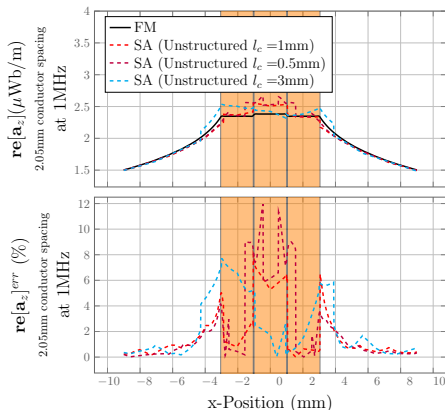 4
3.5
3
2.5
2
1.5
re[a_z](μWb/m)
2.05mm conductor spacing
at 1MHz
FM
SA (Unstructured l_c =1mm)
SA (Unstructured l_c =0.5mm)
SA (Unstructured l_c =3mm)
12
10
8
6
4
2
0
re[a_z]^err (%)
2.05mm conductor spacing
at 1MHz
−10 −8 −6 −4 −2 0 2 4 6 8 10
x-Position (mm)